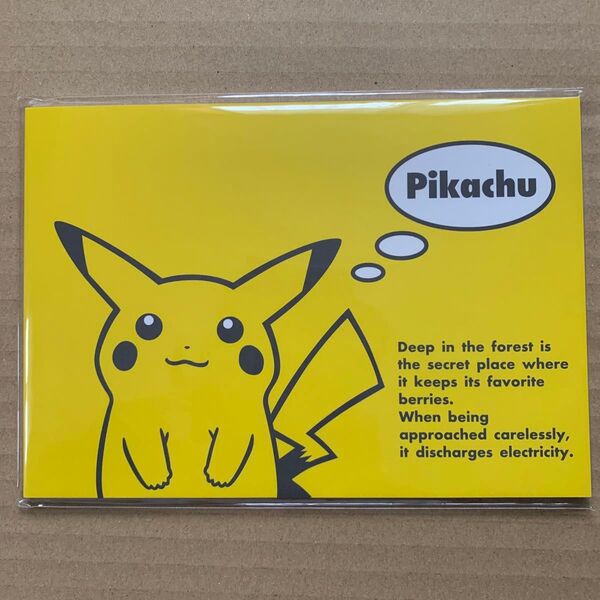 Pikachu
Deep in the forest is
the secret place where
it keeps its favorite
berries.
When being
approached carelessly,
it discharges electricity.